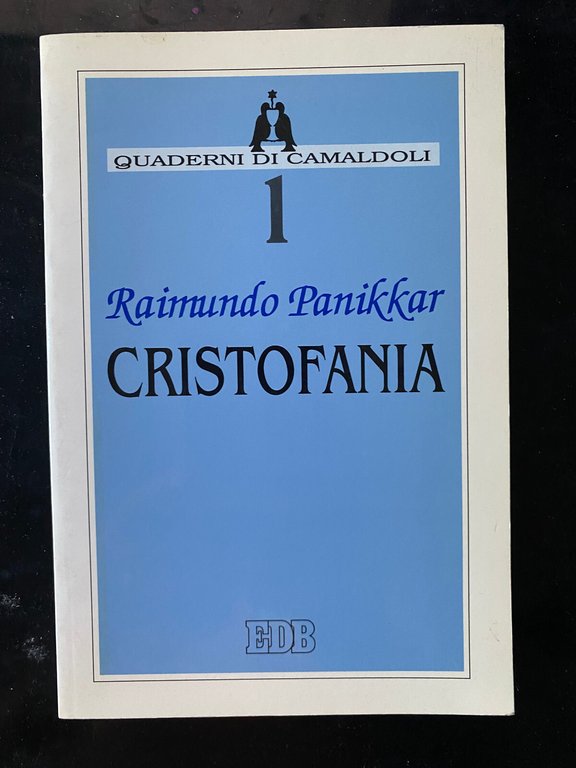 QUADERNI DI CAMALDOLI
1
Raimundo Panikkar
CRISTOFANIA
EDB